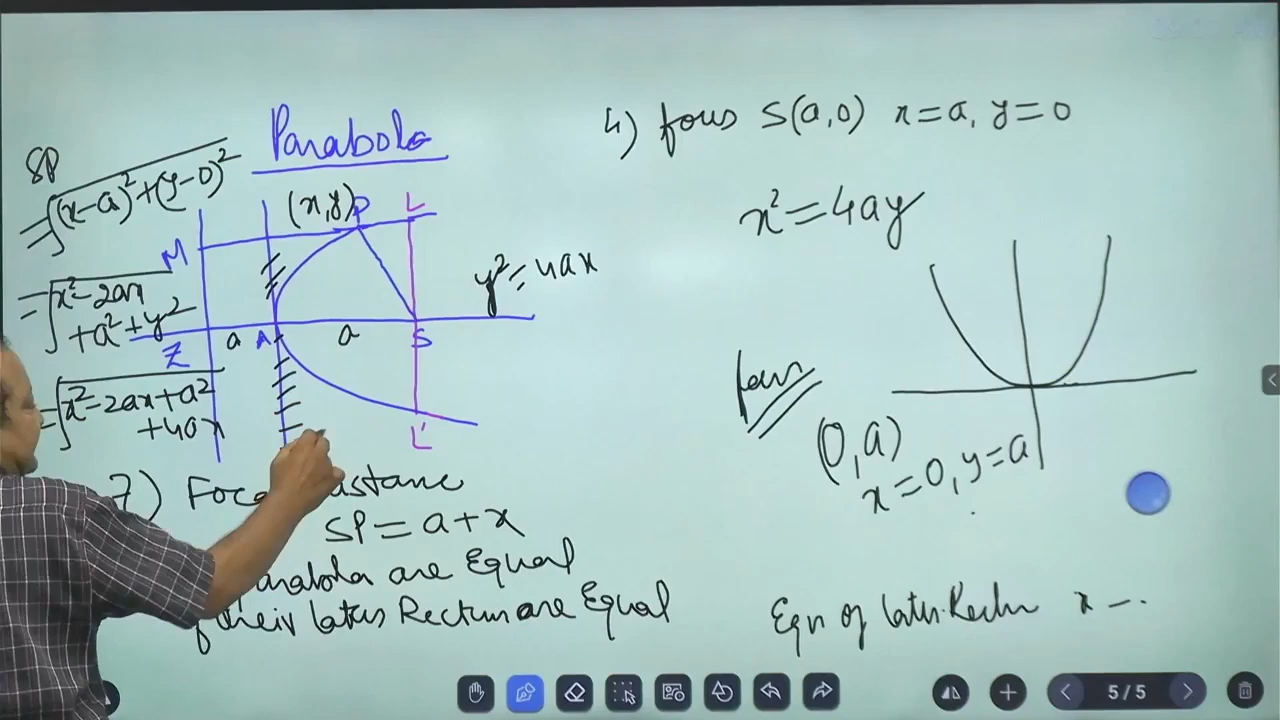 Parabola
SP
= √(x-a)²+(y-0)²
= √x²-2ax
+a²+y²
= √x²-2ax+a²
+4ax
(x,y)
P
L
M
y²=4ax
Z
a
A
a
S
L'
7) Focal Distance
SP=a+x
Parabola are Equal
if their latus Rectum are Equal
4) focus S(a,0) x=a, y=0
x²=4ay
focus
(0,a)
x=0, y=a
Eqn of latus Rectum x-..
5/5